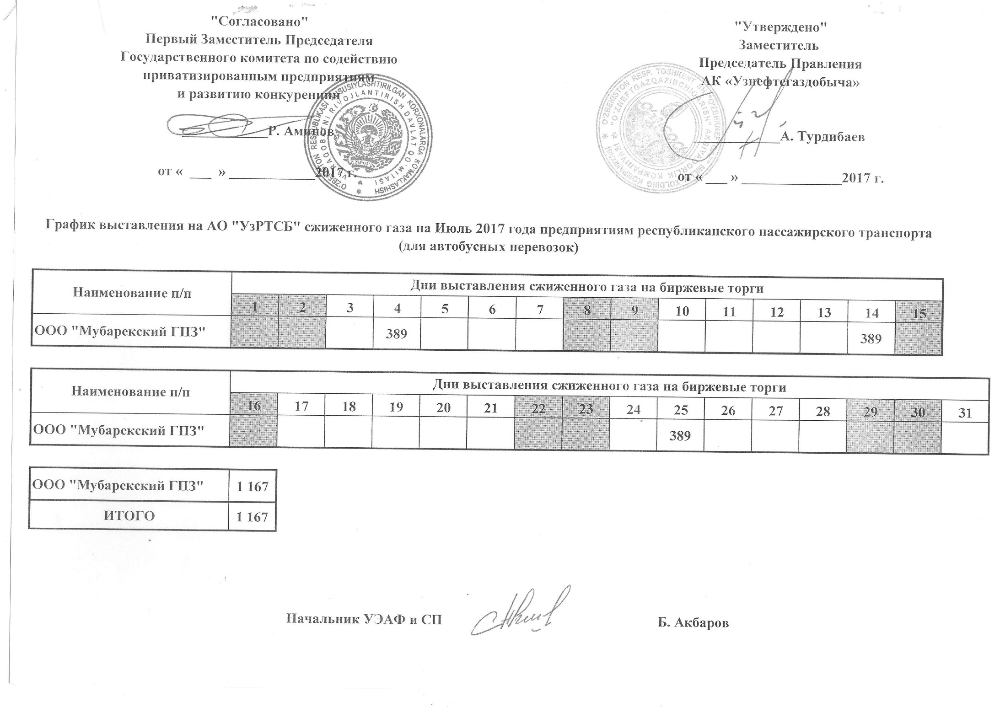 "Согласовано"
Первый Заместитель Председателя
Государственного комитета по содействию
приватизированным предприятиям
и развитию конкуренции
____________Р. Аминов
от « ___ » ____________2017 г.
"Утверждено"
Заместитель
Председатель Правления
АК «Узнефтегаздобыча»
____________А. Турдибаев
от « ___ » ______________2017 г.
График выставления на АО "УзРТСБ" сжиженного газа на Июль 2017 года предприятиям республиканского пассажирского транспорта
(для автобусных перевозок)
Наименование п/п
Дни выставления сжиженного газа на биржевые торги
1 2 3 4 5 6 7 8 9 10 11 12 13 14 15
ООО "Мубарекский ГПЗ" 389 389
Наименование п/п
Дни выставления сжиженного газа на биржевые торги
16 17 18 19 20 21 22 23 24 25 26 27 28 29 30 31
ООО "Мубарекский ГПЗ" 389
ООО "Мубарекский ГПЗ" 1 167
ИТОГО 1 167
Начальник УЭАФ и СП Б. Акбаров